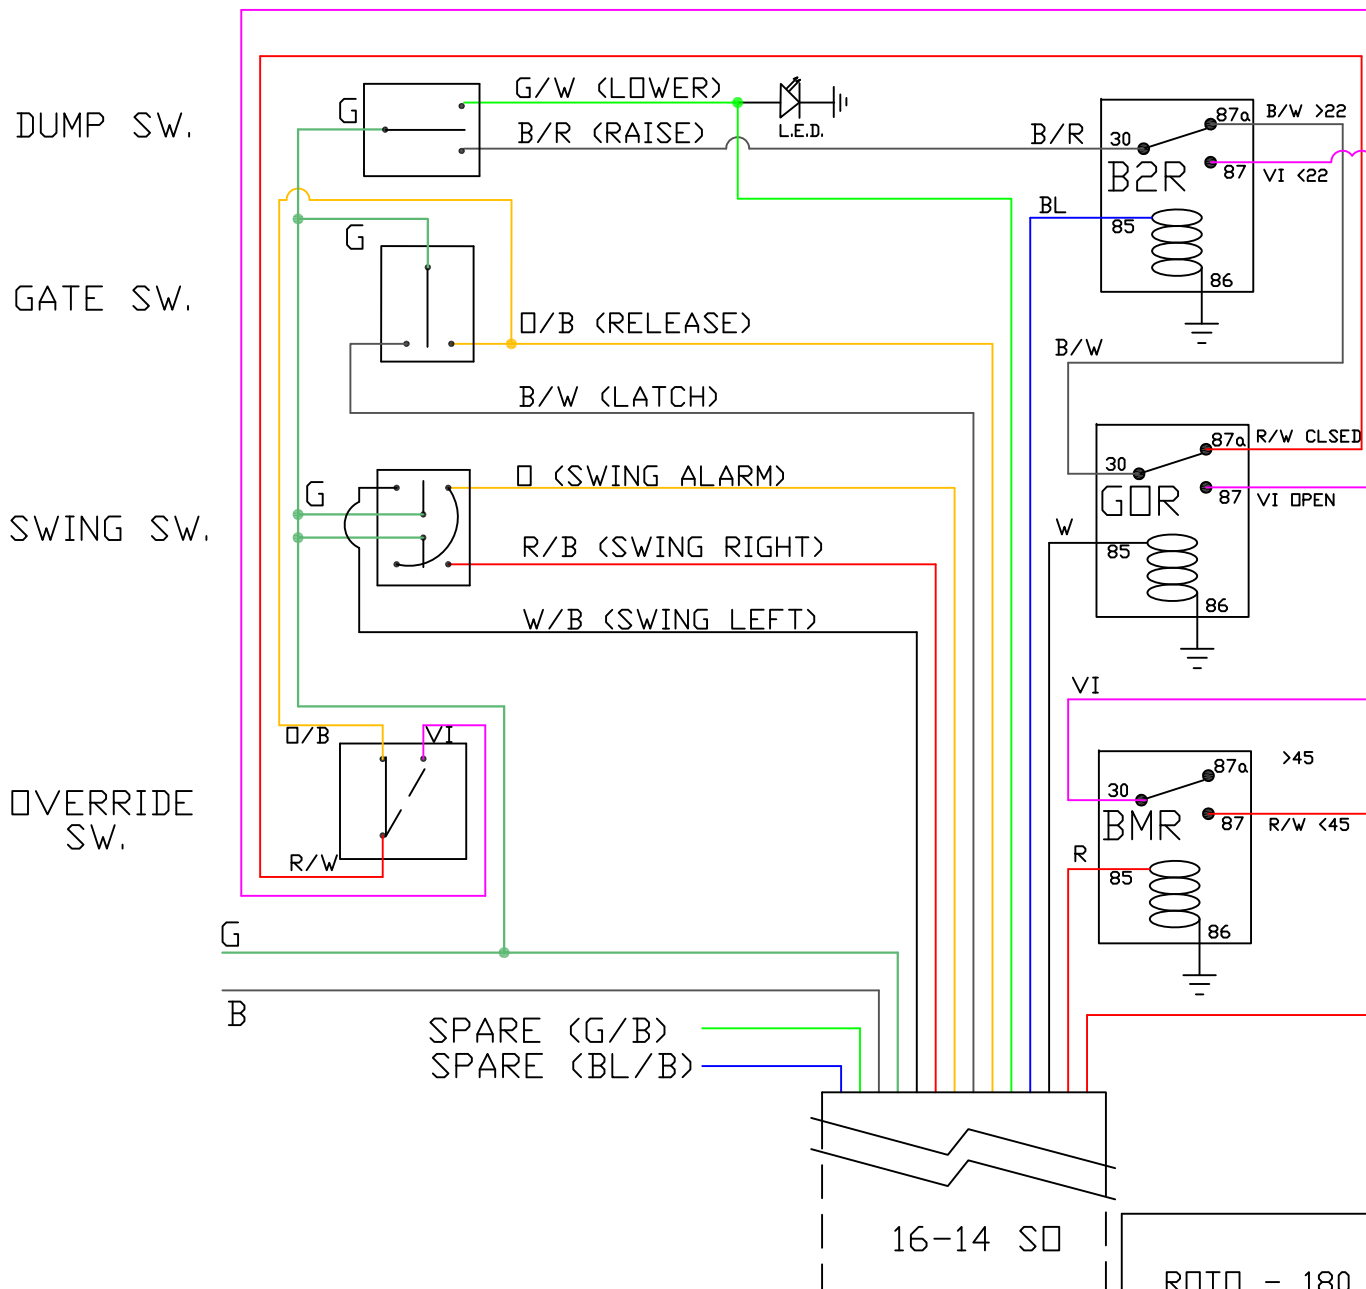 DUMP SW.
G
G/W (LOWER)
L.E.D.
B/R (RAISE)
B/R
30
87a
B/W >22
B2R
87
VI <22
BL
85
86
GATE SW.
G
O/B (RELEASE)
B/W (LATCH)
B/W
30
87a
R/W CLSED
GOR
87
VI OPEN
W
85
86
SWING SW.
G
O (SWING ALARM)
R/B (SWING RIGHT)
W/B (SWING LEFT)
VI
30
87a
>45
BMR
87
R/W <45
R
85
86
OVERRIDE
SW.
O/B
VI
R/W
G
B
SPARE (G/B)
SPARE (BL/B)
16-14 SO
ROTO - 180